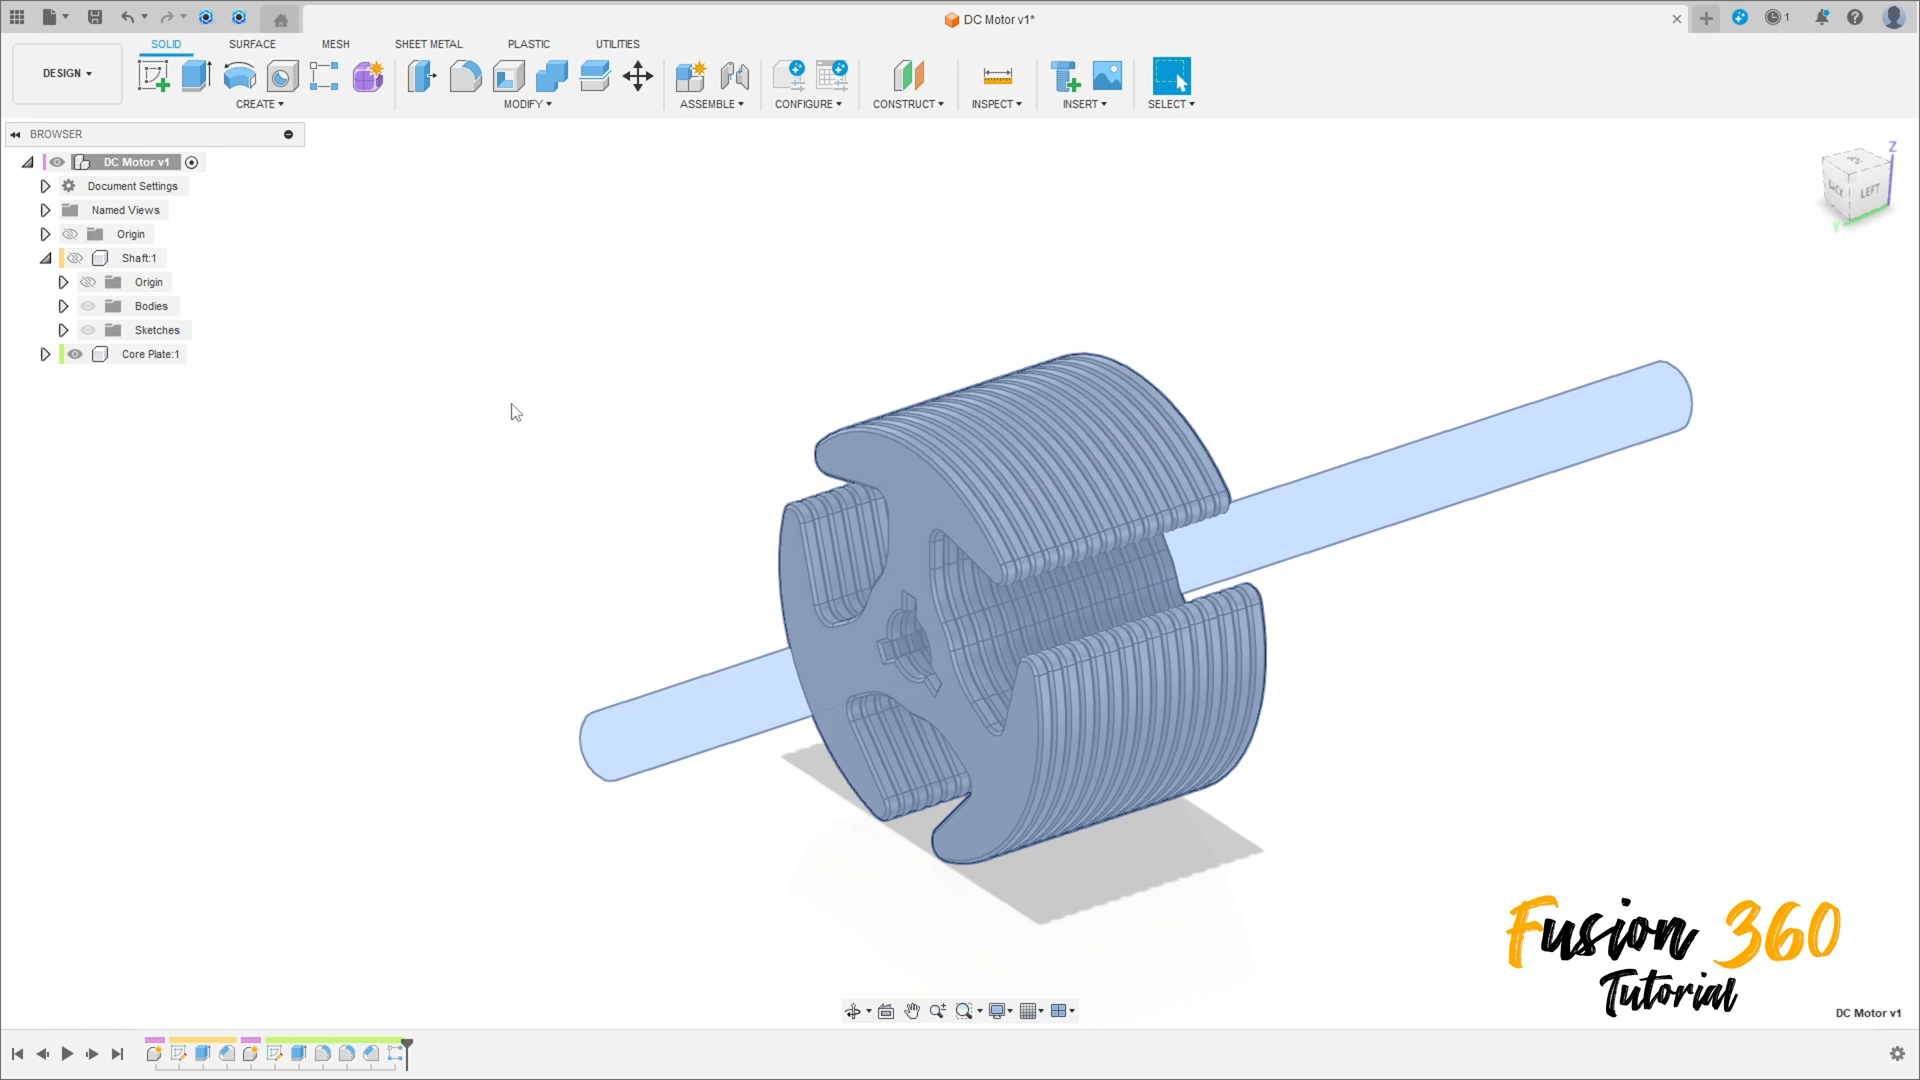 DC Motor v1*
1
DESIGN
SOLID
SURFACE
MESH
SHEET METAL
PLASTIC
UTILITIES
CREATE
MODIFY
ASSEMBLE
CONFIGURE
CONSTRUCT
INSPECT
INSERT
SELECT
BROWSER
DC Motor v1
Document Settings
Named Views
Origin
Shaft:1
Origin
Bodies
Sketches
Core Plate:1
Z
LEFT
Y
Fusion 360
Tutorial
DC Motor v1